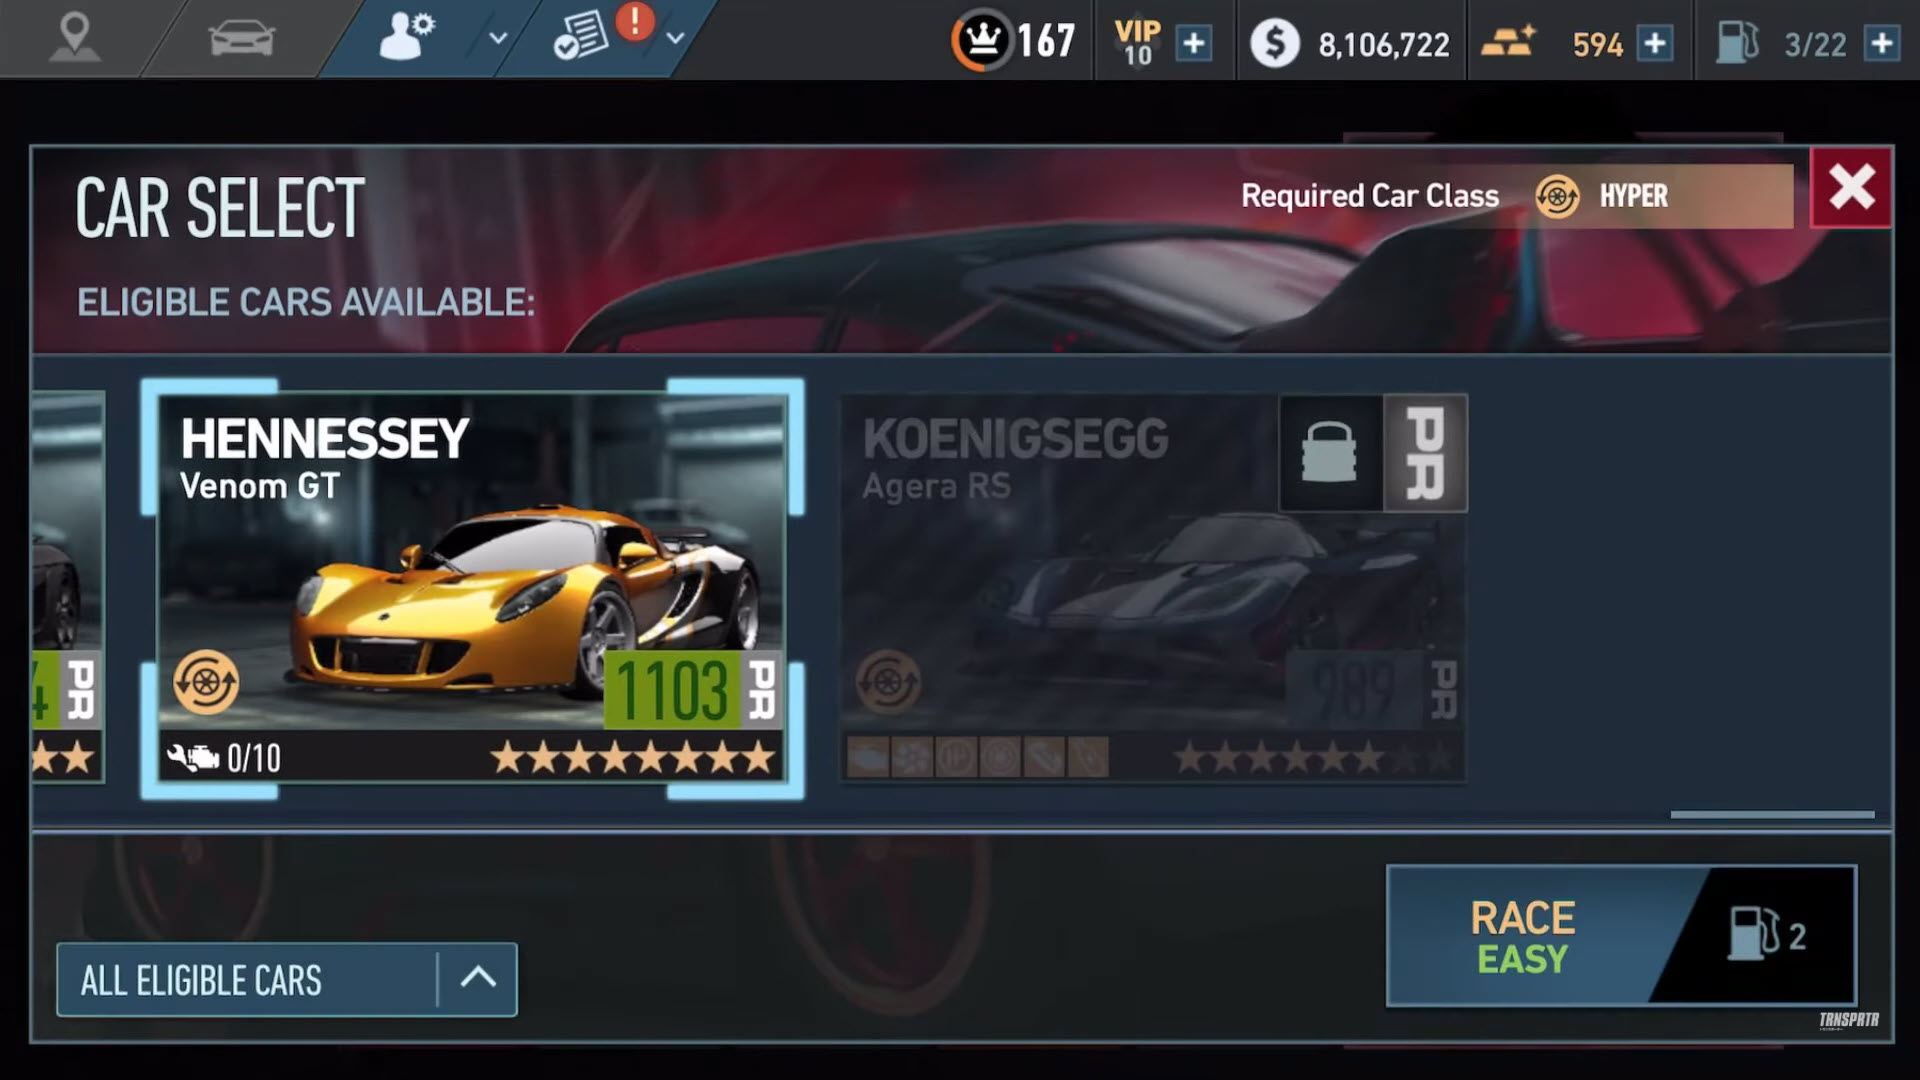 167
VIP
10
8,106,722
594
3/22
CAR SELECT
Required Car Class HYPER
ELIGIBLE CARS AVAILABLE:
HENNESSEY
Venom GT
KOENIGSEGG
Agera RS
PR
4 PR
1103 PR
989 PR
0/10
RACE
EASY
2
ALL ELIGIBLE CARS
TRNSPRTR